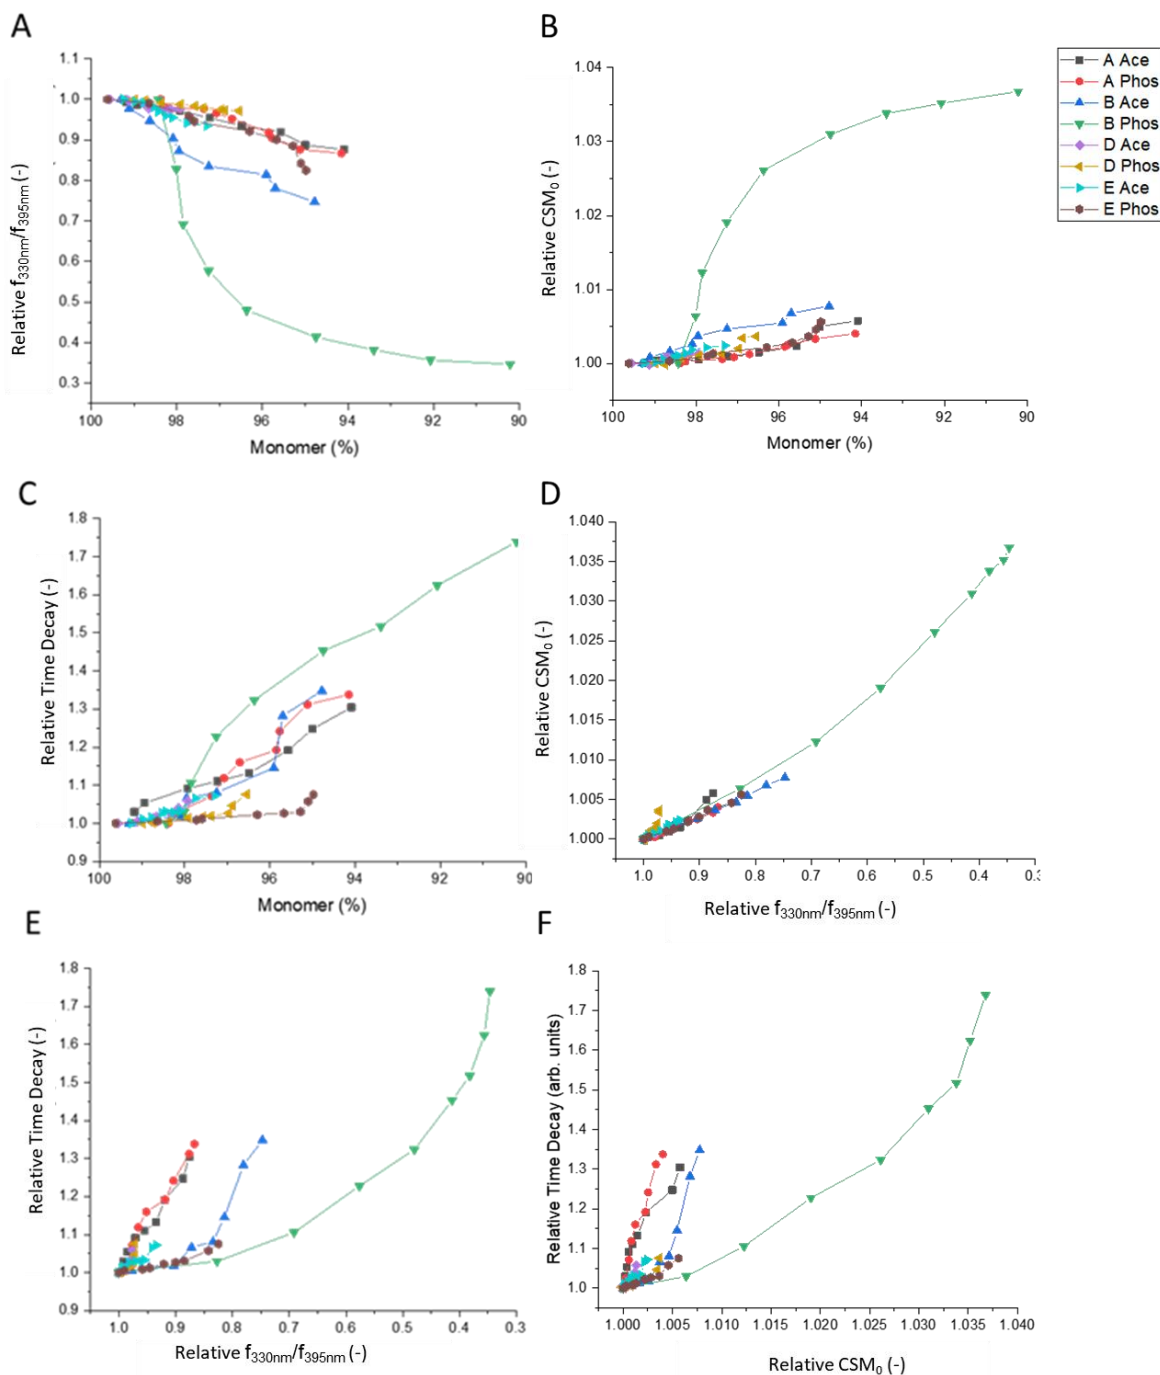 A
B
1.1
1.0
0.9
0.8
0.7
0.6
0.5
0.4
0.3
Relative f330nm/f395nm (-)
100 98 96 94 92 90
Monomer (%)
1.04
1.03
1.02
1.01
1.00
Relative CSM0 (-)
100 98 96 94 92 90
Monomer (%)
A Ace
A Phos
B Ace
B Phos
D Ace
D Phos
E Ace
E Phos
C
D
1.8
1.7
1.6
1.5
1.4
1.3
1.2
1.1
1.0
0.9
Relative Time Decay (-)
100 98 96 94 92 90
Monomer (%)
1.040
1.035
1.030
1.025
1.020
1.015
1.010
1.005
1.000
Relative CSM0 (-)
1.0 0.9 0.8 0.7 0.6 0.5 0.4
Relative f330nm/f395nm (-)
E
F
1.8
1.7
1.6
1.5
1.4
1.3
1.2
1.1
1.0
0.9
Relative Time Decay (-)
1.0 0.9 0.8 0.7 0.6 0.5 0.4 0.3
Relative f330nm/f395nm (-)
1.8
1.7
1.6
1.5
1.4
1.3
1.2
1.1
1.0
Relative Time Decay (arb. units)
1.000 1.005 1.010 1.015 1.020 1.025 1.030 1.035 1.040
Relative CSM0 (-)